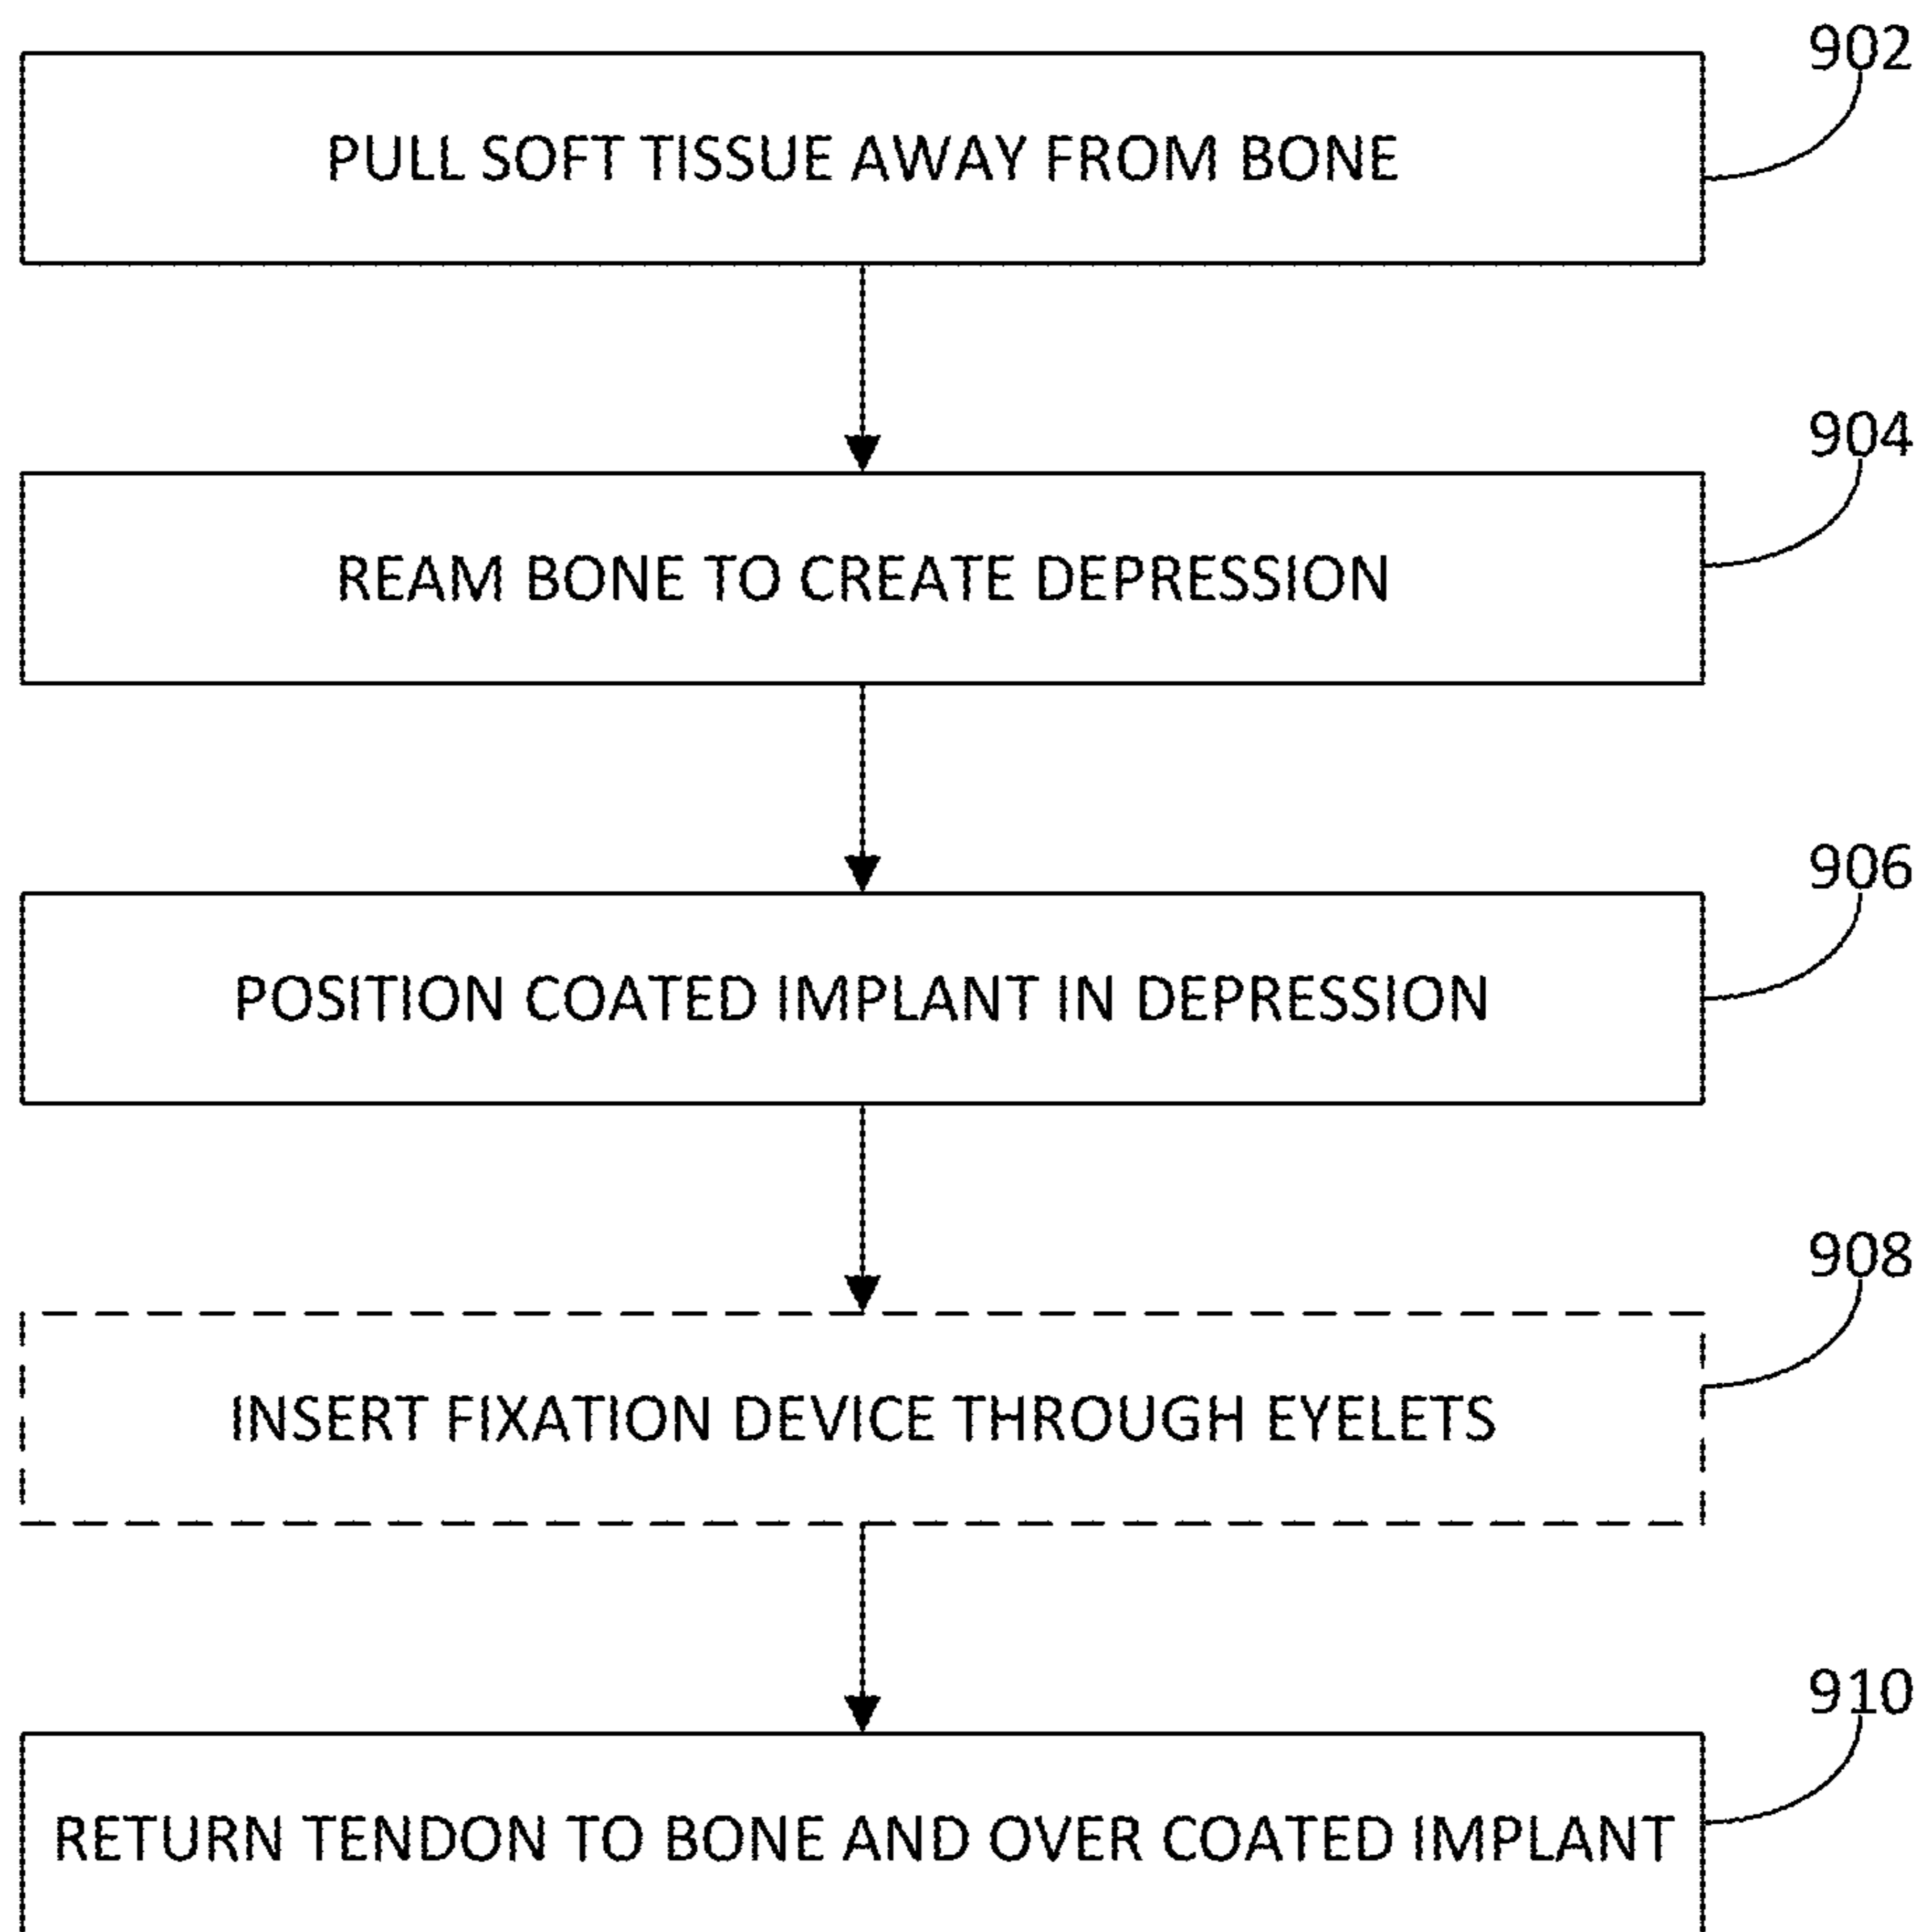 902
PULL SOFT TISSUE AWAY FROM BONE
904
REAM BONE TO CREATE DEPRESSION
906
POSITION COATED IMPLANT IN DEPRESSION
908
INSERT FIXATION DEVICE THROUGH EYELETS
910
RETURN TENDON TO BONE AND OVER COATED IMPLANT